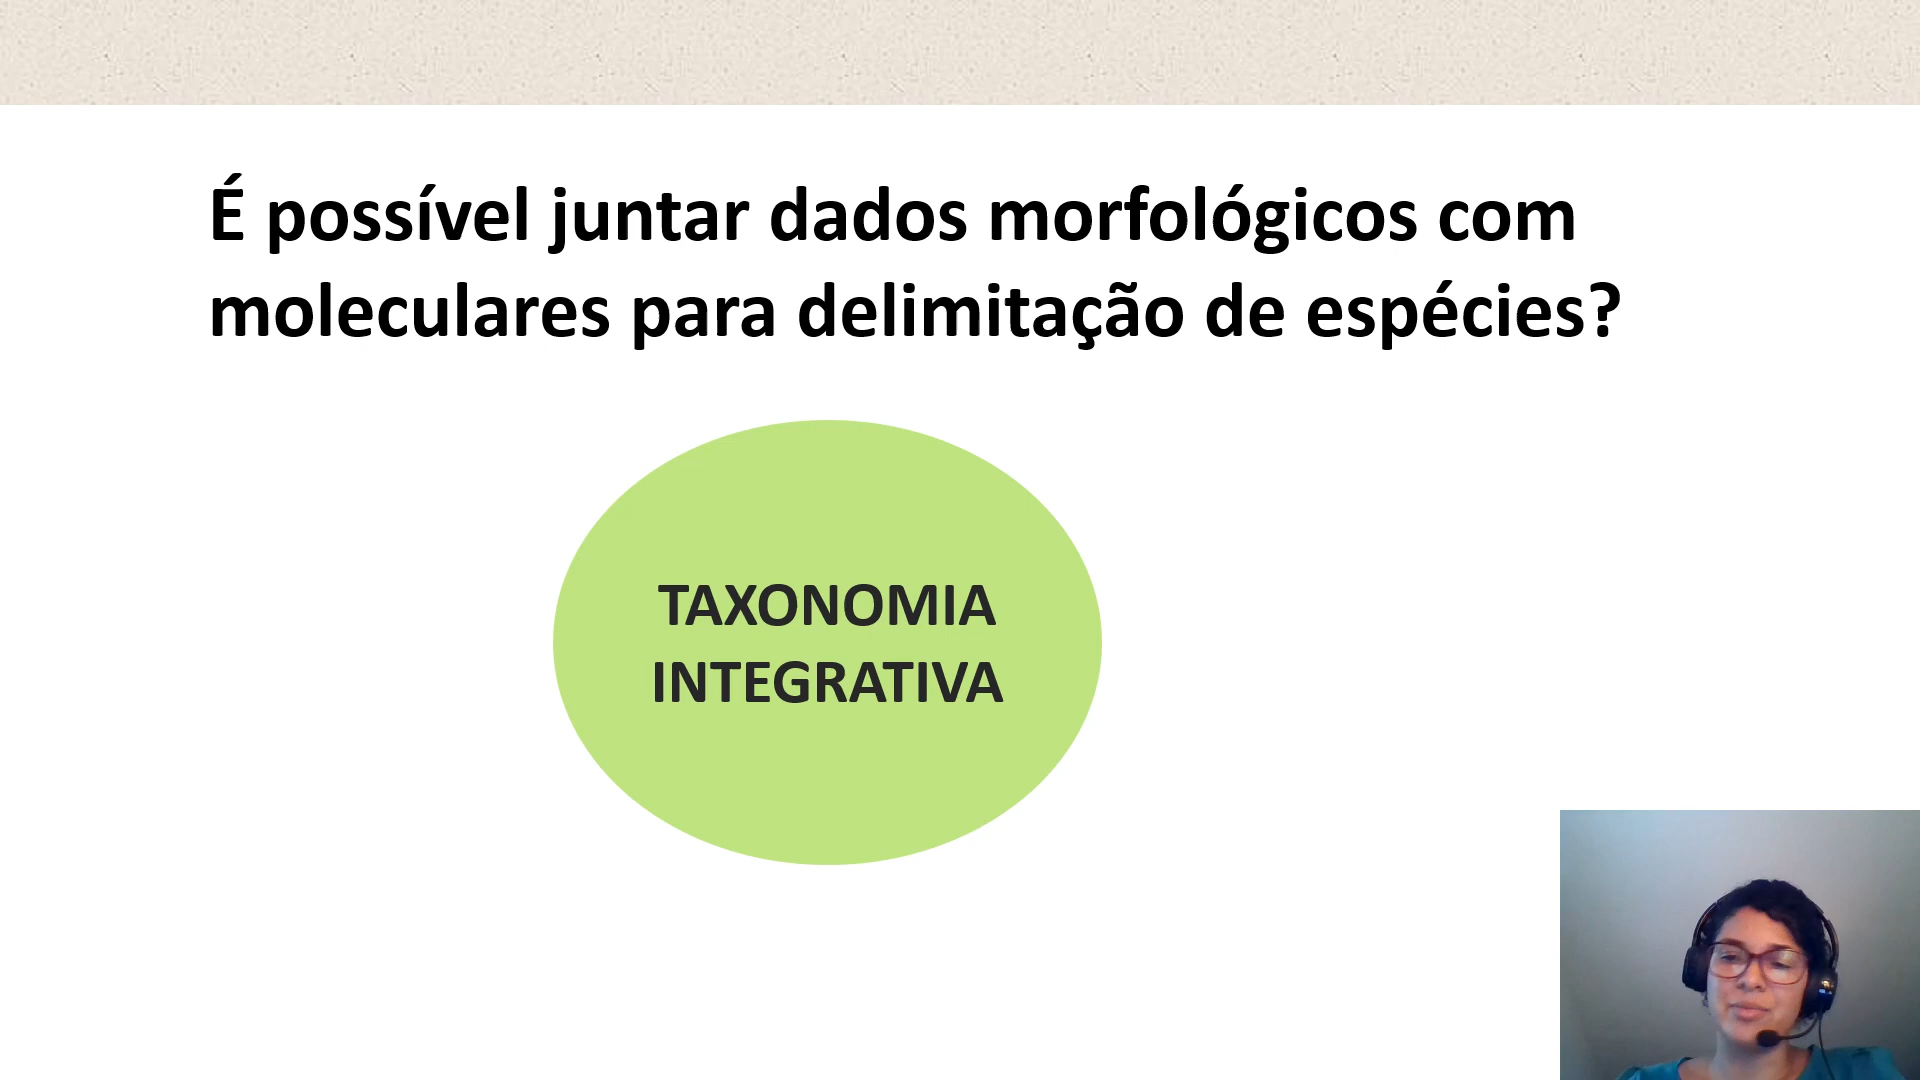 É possível juntar dados morfológicos com
moleculares para delimitação de espécies?
TAXONOMIA
INTEGRATIVA